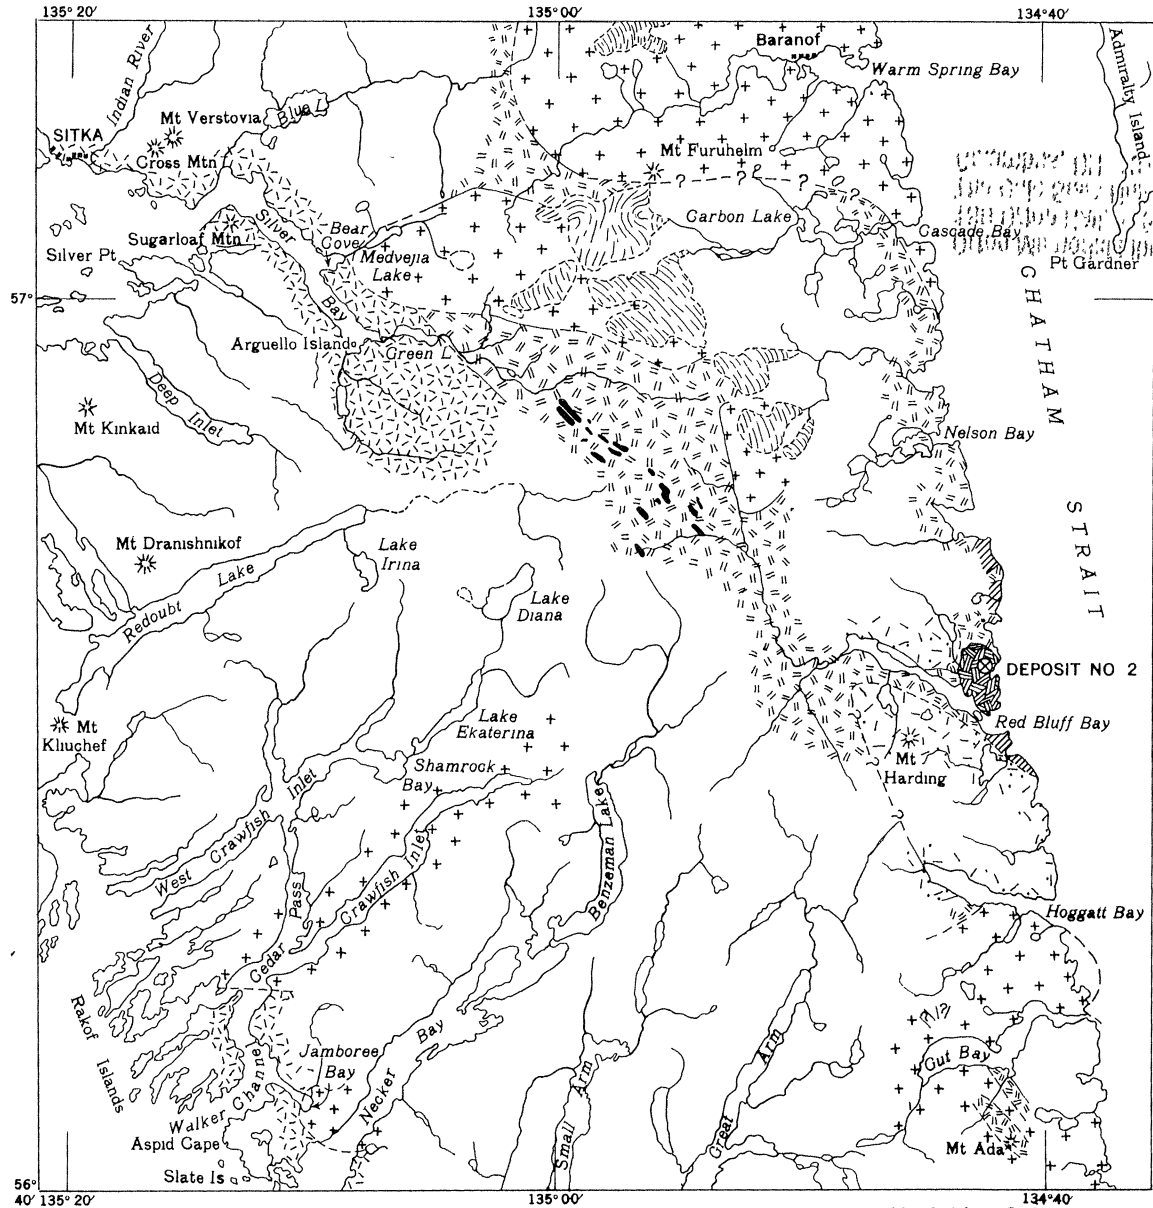 135°20'
135°00'
134°40'
Indian River
Baranof
Warm Spring Bay
Admiralty Island
Mt Verstovia
Blue L
SITKA
Cross Mtn
Mt Furuhelm
? ? ? ?
Silver
Bay
Sugarloaf Mtn
Bear
Cove
Medvejia
Lake
Carbon Lake
Cascade Bay
Silver Pt
Pt Gardner
57°
CHATHAM
STRAIT
Arguello Island
Green L
Deep
Inlet
Mt Kinkaid
Nelson Bay
Mt Dranishnikof
Redoubt Lake
Lake
Irina
Lake
Diana
DEPOSIT NO 2
Red Bluff Bay
Mt
Kliuchef
Lake
Ekaterina
Mt
Harding
Shamrock
Bay
West Crawfish Inlet
Crawfish Inlet
Cedar Pass
Benzeman Lake
Hoggatt Bay
Rakof
Islands
Jamboree
Bay
Necker Bay
Walker Channel
Small Arm
Great Arm
Gut Bay
Aspid Cape
Slate Is
Mt Ada
56°
40' 135°20'
135°00'
134°40'